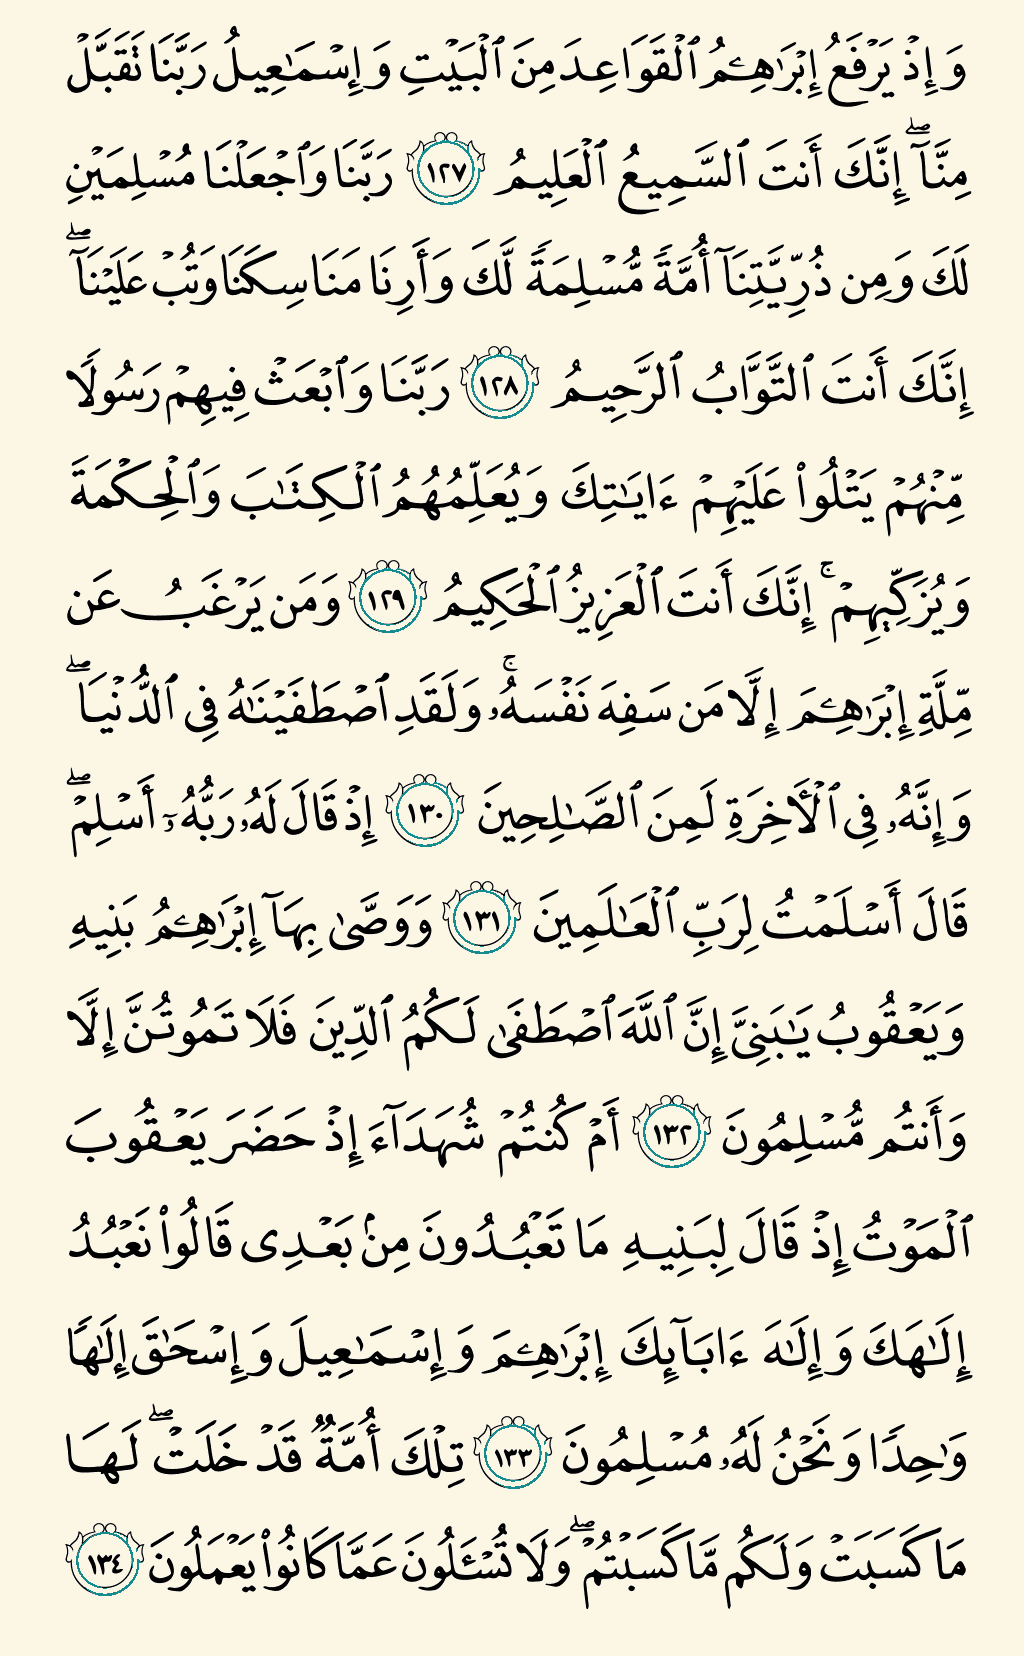 وَإِذْ يَرْفَعُ إِبْرَٰهِـۧمُ ٱلْقَوَاعِدَ مِنَ ٱلْبَيْتِ وَإِسْمَـٰعِيلُ رَبَّنَا تَقَبَّلْ
مِنَّآ ۖ إِنَّكَ أَنتَ ٱلسَّمِيعُ ٱلْعَلِيمُ ١٢٧ رَبَّنَا وَٱجْعَلْنَا مُسْلِمَيْنِ
لَكَ وَمِن ذُرِّيَّتِنَآ أُمَّةً مُّسْلِمَةً لَّكَ وَأَرِنَا مَنَاسِكَنَا وَتُبْ عَلَيْنَآ ۖ
إِنَّكَ أَنتَ ٱلتَّوَّابُ ٱلرَّحِيمُ ١٢٨ رَبَّنَا وَٱبْعَثْ فِيهِمْ رَسُولًا
مِّنْهُمْ يَتْلُوا۟ عَلَيْهِمْ ءَايَـٰتِكَ وَيُعَلِّمُهُمُ ٱلْكِتَـٰبَ وَٱلْحِكْمَةَ
وَيُزَكِّيهِمْ ۚ إِنَّكَ أَنتَ ٱلْعَزِيزُ ٱلْحَكِيمُ ١٢٩ وَمَن يَرْغَبُ عَن
مِّلَّةِ إِبْرَٰهِـۧمَ إِلَّا مَن سَفِهَ نَفْسَهُۥ ۚ وَلَقَدِ ٱصْطَفَيْنَـٰهُ فِى ٱلدُّنْيَا ۖ
وَإِنَّهُۥ فِى ٱلْـَٔاخِرَةِ لَمِنَ ٱلصَّـٰلِحِينَ ١٣٠ إِذْ قَالَ لَهُۥ رَبُّهُۥٓ أَسْلِمْ ۖ
قَالَ أَسْلَمْتُ لِرَبِّ ٱلْعَـٰلَمِينَ ١٣١ وَوَصَّىٰ بِهَآ إِبْرَٰهِـۧمُ بَنِيهِ
وَيَعْقُوبُ يَـٰبَنِىَّ إِنَّ ٱللَّهَ ٱصْطَفَىٰ لَكُمُ ٱلدِّينَ فَلَا تَمُوتُنَّ إِلَّا
وَأَنتُم مُّسْلِمُونَ ١٣٢ أَمْ كُنتُمْ شُهَدَآءَ إِذْ حَضَرَ يَعْقُوبَ
ٱلْمَوْتُ إِذْ قَالَ لِبَنِيهِ مَا تَعْبُدُونَ مِنۢ بَعْدِى قَالُوا۟ نَعْبُدُ
إِلَـٰهَكَ وَإِلَـٰهَ ءَابَآئِكَ إِبْرَٰهِـۧمَ وَإِسْمَـٰعِيلَ وَإِسْحَـٰقَ إِلَـٰهًا
وَٰحِدًا وَنَحْنُ لَهُۥ مُسْلِمُونَ ١٣٣ تِلْكَ أُمَّةٌ قَدْ خَلَتْ ۖ لَهَا
مَا كَسَبَتْ وَلَكُم مَّا كَسَبْتُمْ ۖ وَلَا تُسْـَٔلُونَ عَمَّا كَانُوا۟ يَعْمَلُونَ ١٣٤